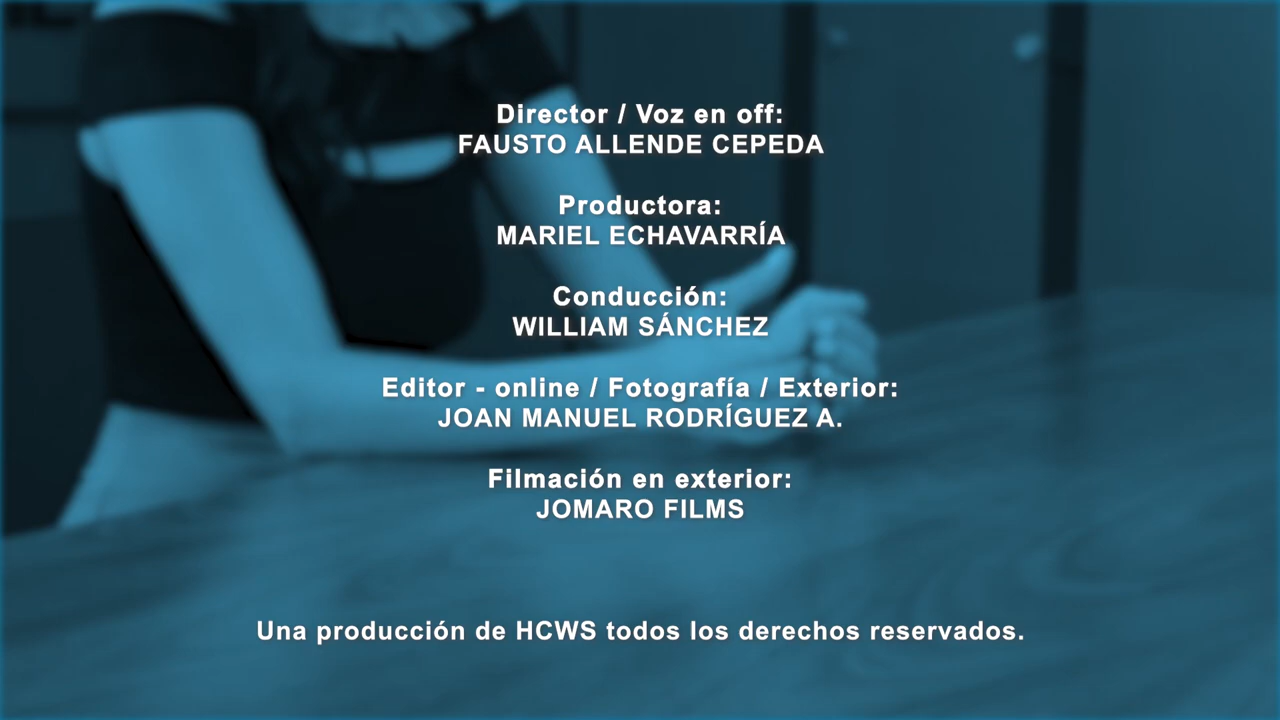 Director / Voz en off:
FAUSTO ALLENDE CEPEDA
Productora:
MARIEL ECHAVARRÍA
Conducción:
WILLIAM SÁNCHEZ
Editor - online / Fotografía / Exterior:
JOAN MANUEL RODRÍGUEZ A.
Filmación en exterior:
JOMARO FILMS
Una producción de HCWS todos los derechos reservados.